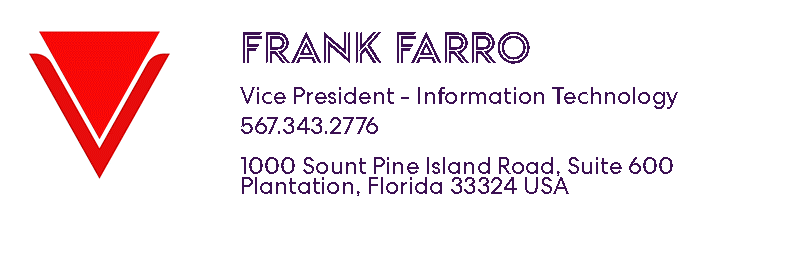 FRANK FARRO
Vice President - Information Technology
567.343.2776
1000 Sount Pine Island Road, Suite 600
Plantation, Florida 33324 USA